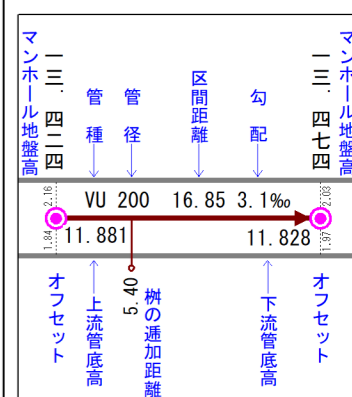 マンホール地盤高
一三．四二四
管種
管径
区間距離
勾配
一三．四七四
マンホール地盤高
2.16
2.03
VU 200 16.85 3.1‰
1.84
1.97
11.881
11.828
オフセット
上流管底高
5.40
桝の逓加距離
下流管底高
オフセット